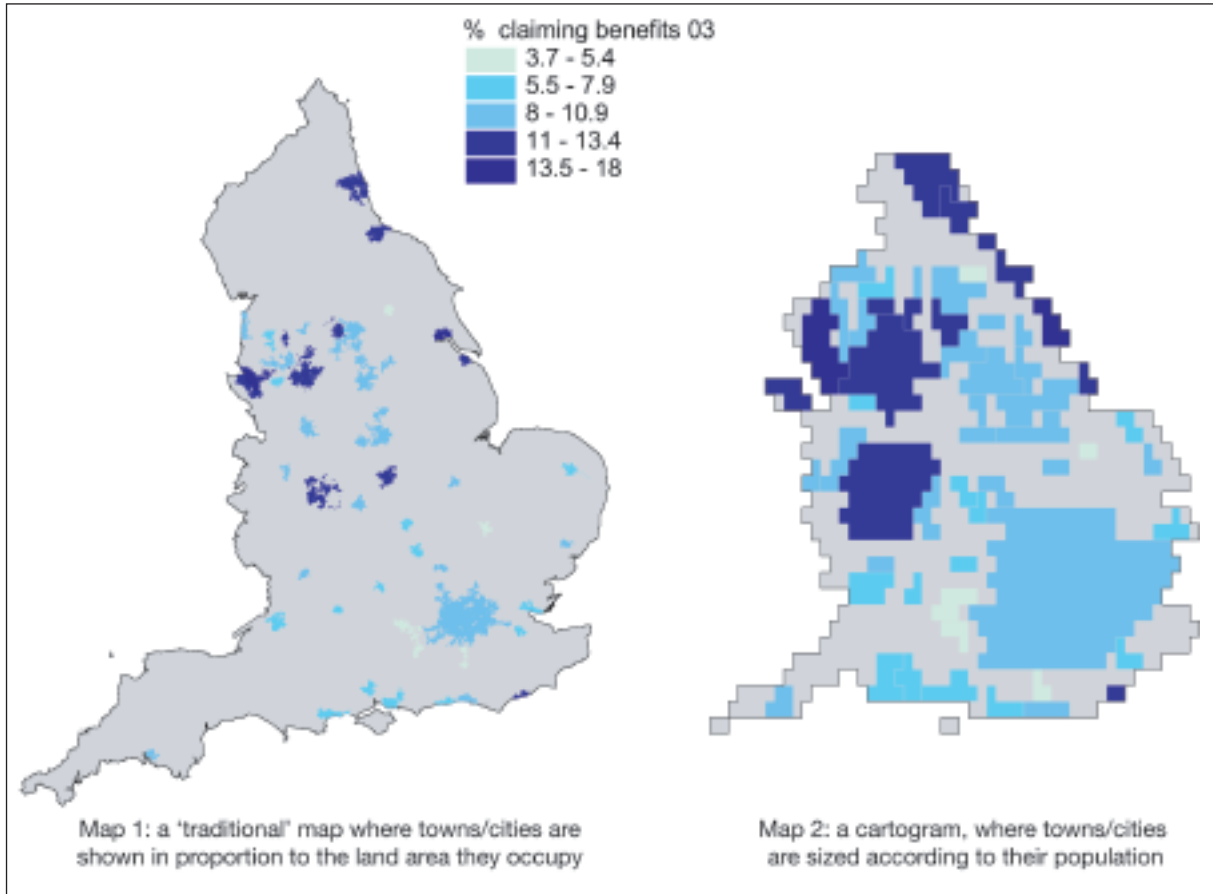 % claiming benefits 03
3.7 - 5.4
5.5 - 7.9
8 - 10.9
11 - 13.4
13.5 - 18
Map 1: a ‘traditional’ map where towns/cities are
shown in proportion to the land area they occupy
Map 2: a cartogram, where towns/cities
are sized according to their population